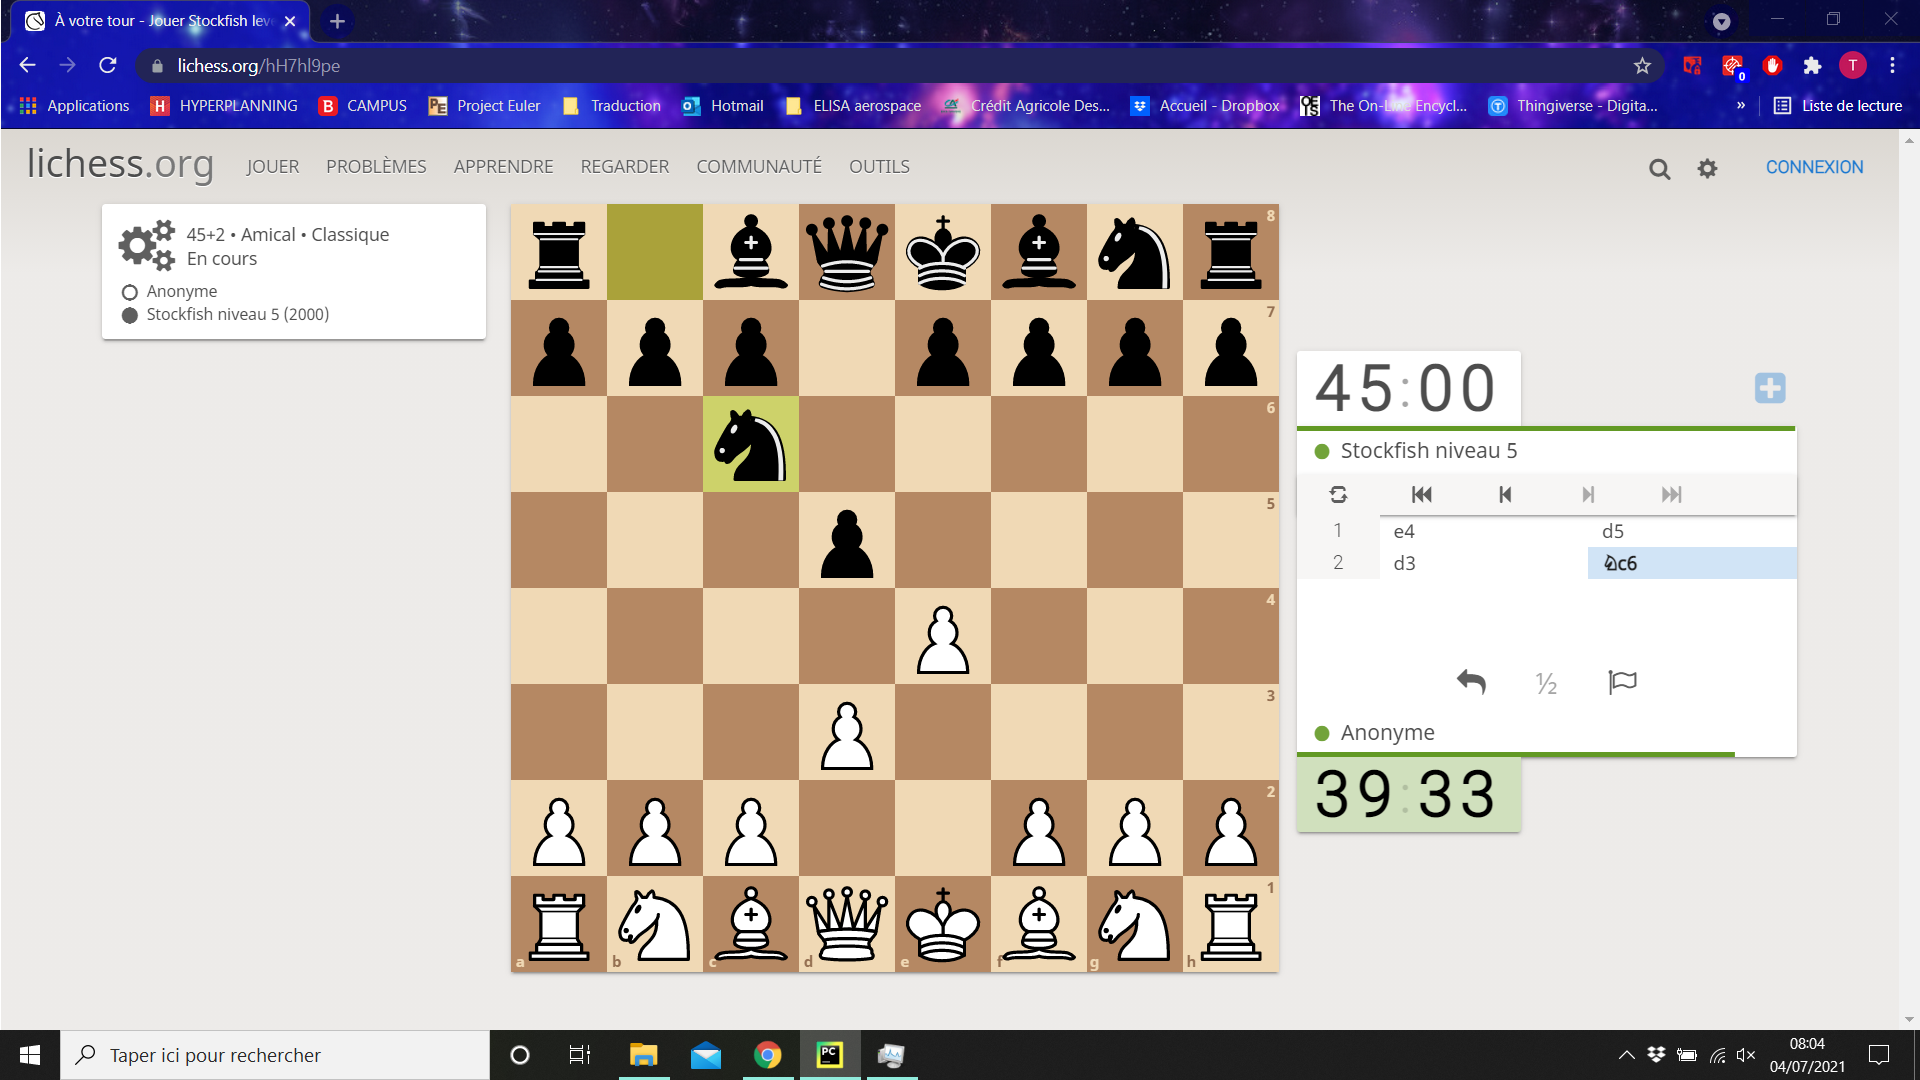 À votre tour - Jouer Stockfish lev
lichess.org/hH7hl9pe
T
Applications
H HYPERPLANNING
B CAMPUS
PE Project Euler
Traduction
Hotmail
ELISA aerospace
Crédit Agricole Des...
Accueil - Dropbox
The On-Line Encycl...
Thingiverse - Digita...
»
Liste de lecture
0
lichess.org
JOUER
PROBLÈMES
APPRENDRE
REGARDER
COMMUNAUTÉ
OUTILS
CONNEXION
45+2 • Amical • Classique
En cours
Anonyme
Stockfish niveau 5 (2000)
8
7
6
5
4
3
2
1
a b c d e f g h
45:00
Stockfish niveau 5
1 e4 d5
2 d3 ♘c6
½
Anonyme
39:33
Taper ici pour rechercher
PC
08:04
04/07/2021